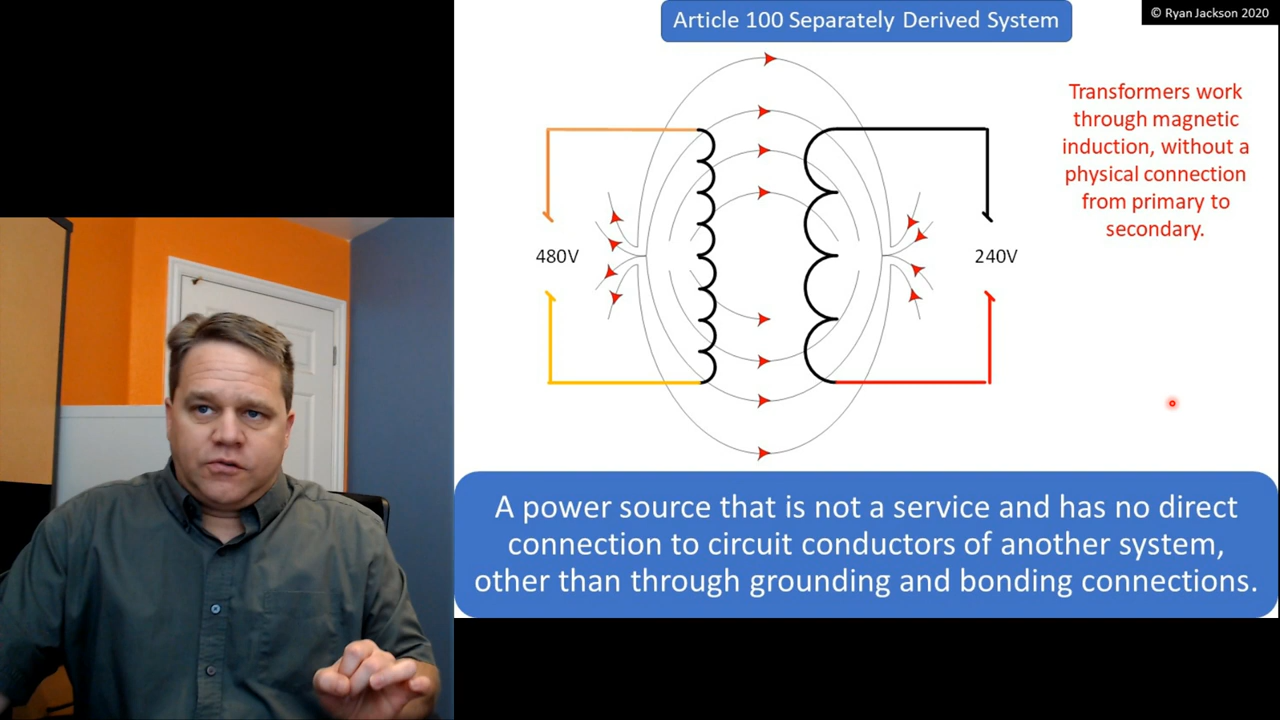 Article 100 Separately Derived System
© Ryan Jackson 2020
Transformers work
through magnetic
induction, without a
physical connection
from primary to
secondary.
480V
240V
A power source that is not a service and has no direct
connection to circuit conductors of another system,
other than through grounding and bonding connections.